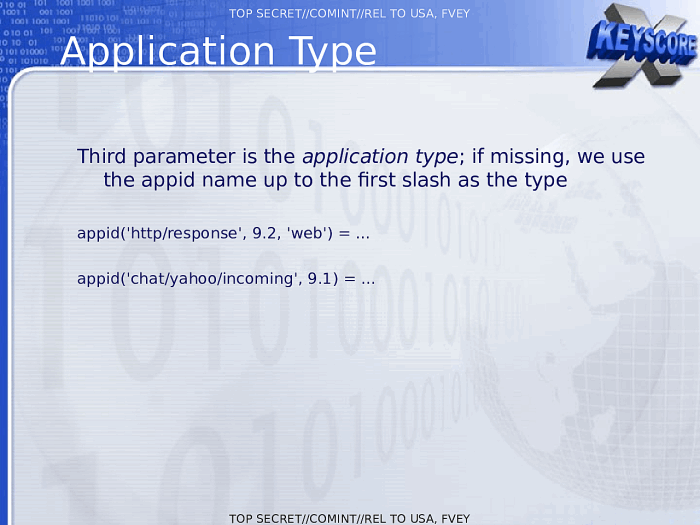 TOP SECRET//COMINT//REL TO USA, FVEY
Application Type
X
KEYSCORE
Third parameter is the application type; if missing, we use
the appid name up to the first slash as the type
appid('http/response', 9.2, 'web') = ...
appid('chat/yahoo/incoming', 9.1) = ...
TOP SECRET//COMINT//REL TO USA, FVEY